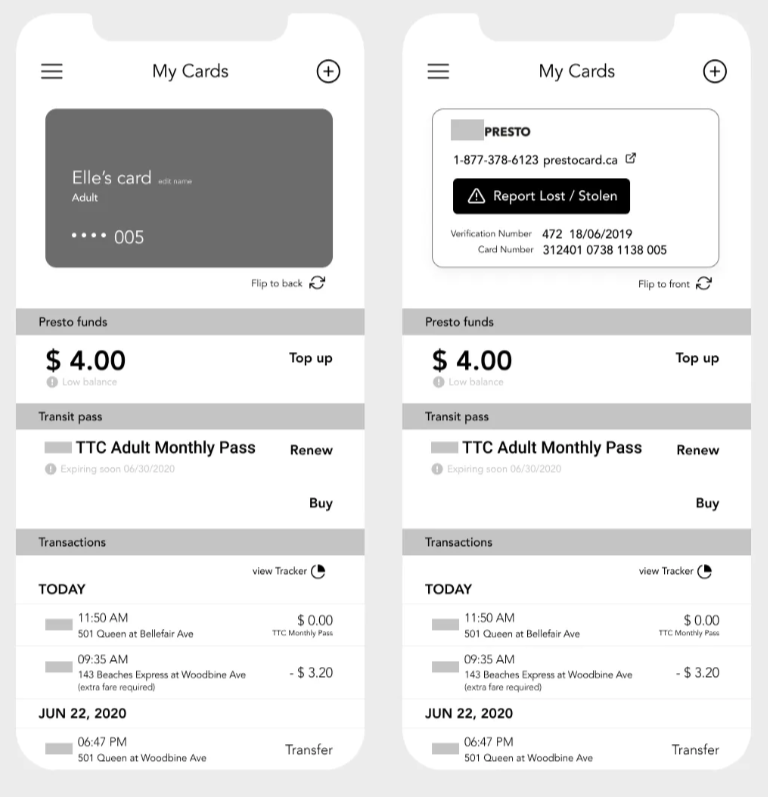 My Cards
Elle's card edit name
Adult
•••• 005
Flip to back
Presto funds
$ 4.00
Top up
Low balance
Transit pass
TTC Adult Monthly Pass
Renew
Expiring soon 06/30/2020
Buy
Transactions
view Tracker
TODAY
11:50 AM
$ 0.00
501 Queen at Bellefair Ave
TTC Monthly Pass
09:35 AM
143 Beaches Express at Woodbine Ave
- $ 3.20
(extra fare required)
JUN 22, 2020
06:47 PM
Transfer
501 Queen at Woodbine Ave
My Cards
PRESTO
1-877-378-6123 prestocard.ca
Report Lost / Stolen
Verification Number 472 18/06/2019
Card Number 312401 0738 1138 005
Flip to front
Presto funds
$ 4.00
Top up
Low balance
Transit pass
TTC Adult Monthly Pass
Renew
Expiring soon 06/30/2020
Buy
Transactions
view Tracker
TODAY
11:50 AM
$ 0.00
501 Queen at Bellefair Ave
TTC Monthly Pass
09:35 AM
143 Beaches Express at Woodbine Ave
- $ 3.20
(extra fare required)
JUN 22, 2020
06:47 PM
Transfer
501 Queen at Woodbine Ave